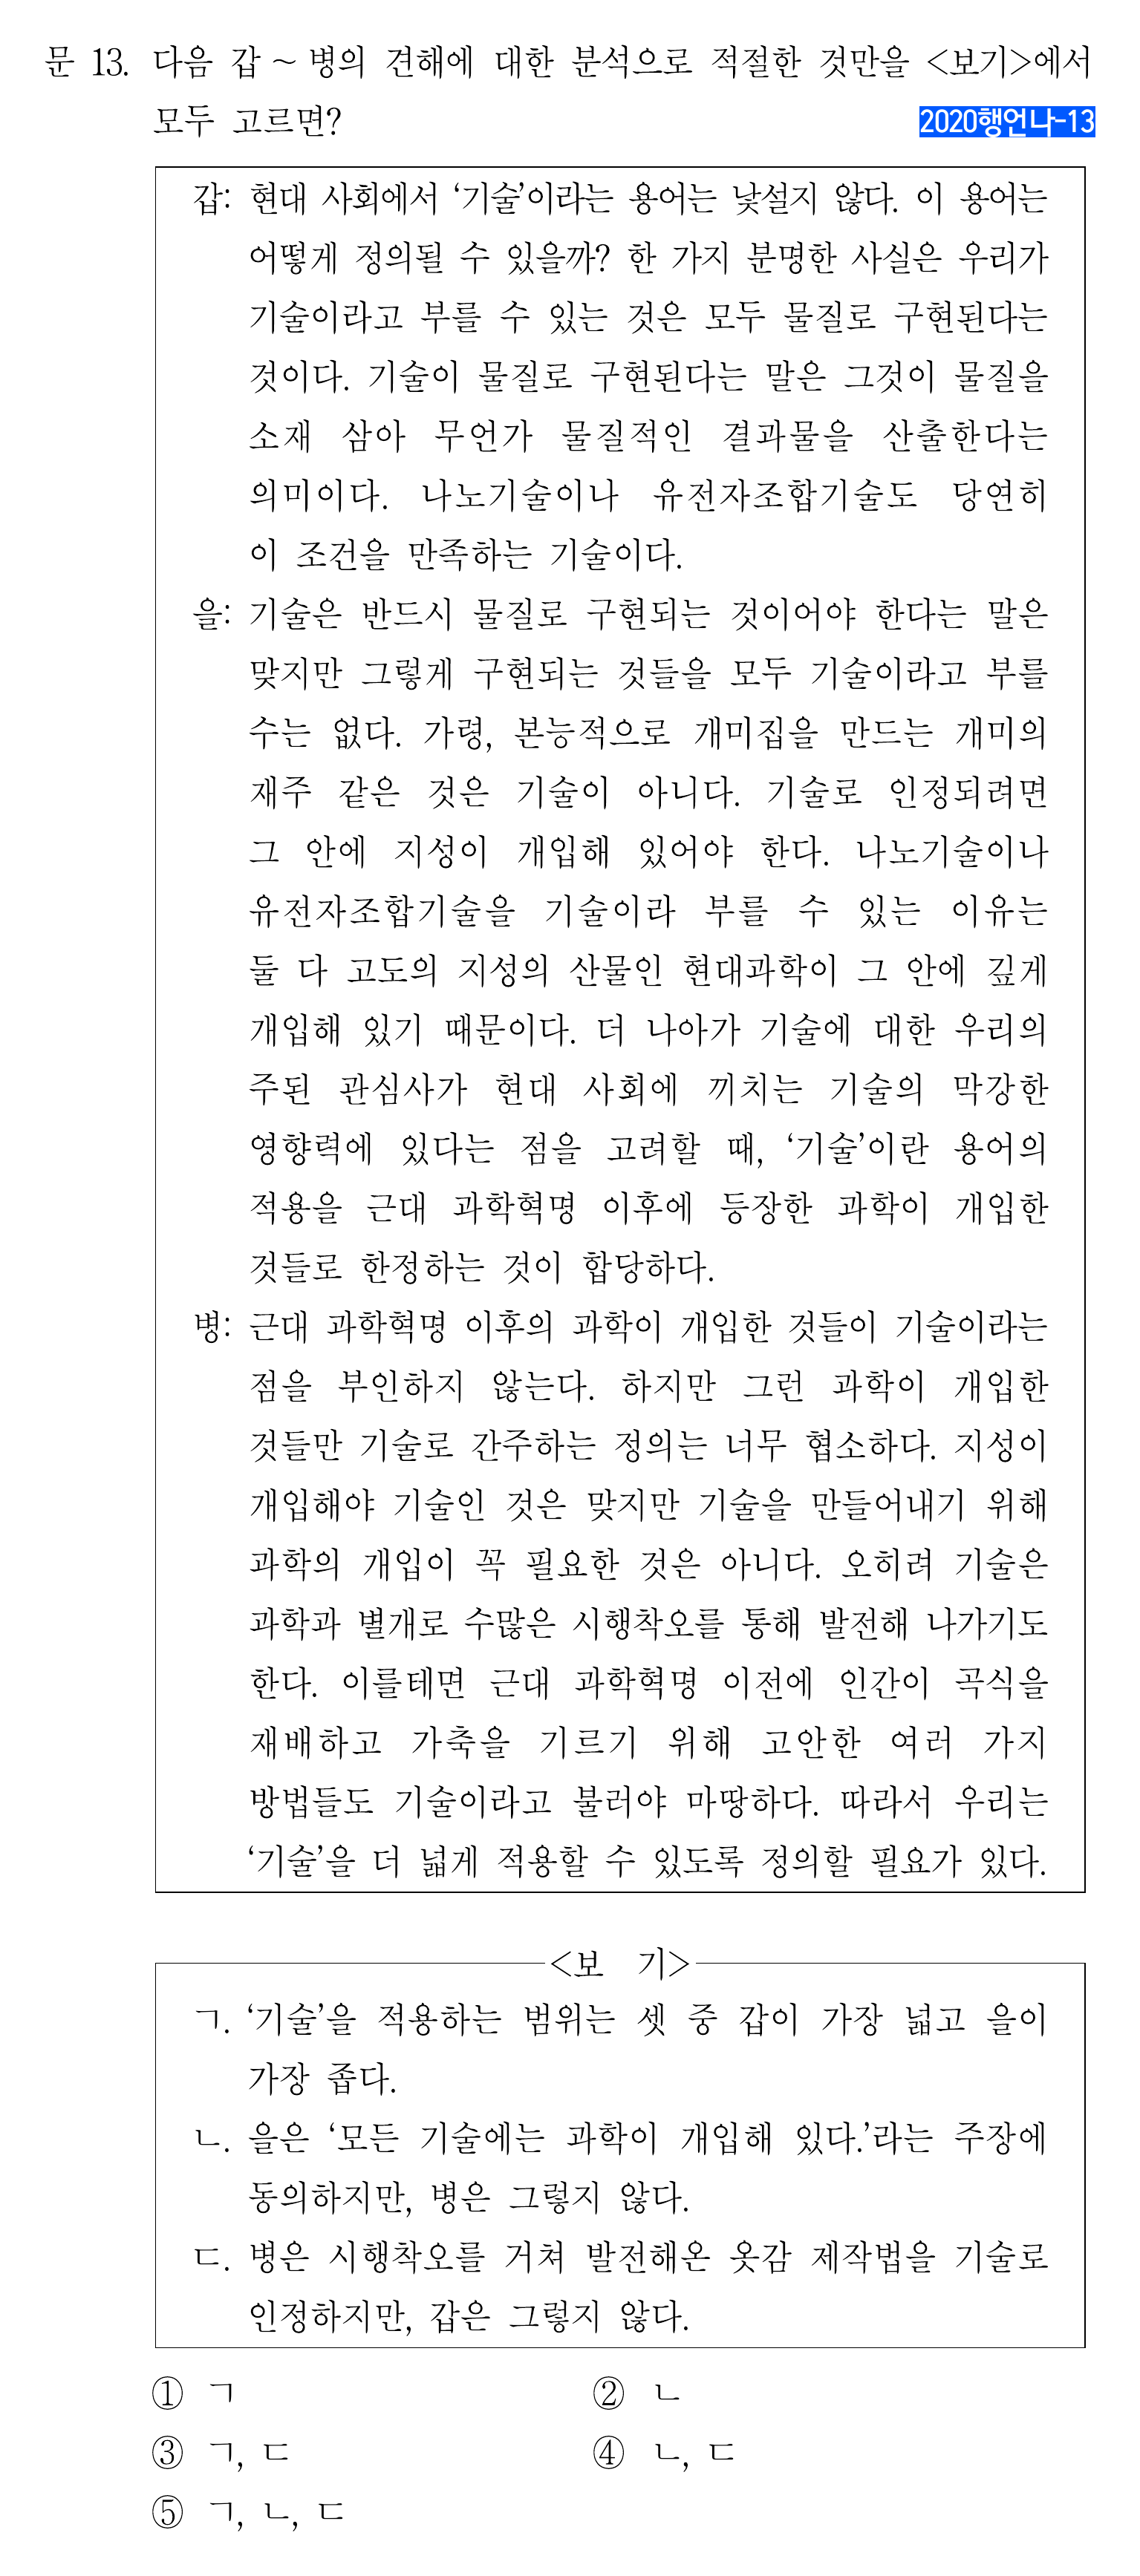 문 13. 다음 갑 ~ 병의 견해에 대한 분석으로 적절한 것만을 <보기>에서
모두 고르면?
2020행언나-13
갑: 현대 사회에서 ‘기술’이라는 용어는 낯설지 않다. 이 용어는
어떻게 정의될 수 있을까? 한 가지 분명한 사실은 우리가
기술이라고 부를 수 있는 것은 모두 물질로 구현된다는
것이다. 기술이 물질로 구현된다는 말은 그것이 물질을
소재 삼아 무언가 물질적인 결과물을 산출한다는
의미이다. 나노기술이나 유전자조합기술도 당연히
이 조건을 만족하는 기술이다.
을: 기술은 반드시 물질로 구현되는 것이어야 한다는 말은
맞지만 그렇게 구현되는 것들을 모두 기술이라고 부를
수는 없다. 가령, 본능적으로 개미집을 만드는 개미의
재주 같은 것은 기술이 아니다. 기술로 인정되려면
그 안에 지성이 개입해 있어야 한다. 나노기술이나
유전자조합기술을 기술이라 부를 수 있는 이유는
둘 다 고도의 지성의 산물인 현대과학이 그 안에 깊게
개입해 있기 때문이다. 더 나아가 기술에 대한 우리의
주된 관심사가 현대 사회에 끼치는 기술의 막강한
영향력에 있다는 점을 고려할 때, ‘기술’이란 용어의
적용을 근대 과학혁명 이후에 등장한 과학이 개입한
것들로 한정하는 것이 합당하다.
병: 근대 과학혁명 이후의 과학이 개입한 것들이 기술이라는
점을 부인하지 않는다. 하지만 그런 과학이 개입한
것들만 기술로 간주하는 정의는 너무 협소하다. 지성이
개입해야 기술인 것은 맞지만 기술을 만들어내기 위해
과학의 개입이 꼭 필요한 것은 아니다. 오히려 기술은
과학과 별개로 수많은 시행착오를 통해 발전해 나가기도
한다. 이를테면 근대 과학혁명 이전에 인간이 곡식을
재배하고 가축을 기르기 위해 고안한 여러 가지
방법들도 기술이라고 불러야 마땅하다. 따라서 우리는
‘기술’을 더 넓게 적용할 수 있도록 정의할 필요가 있다.
<보 기>
ㄱ. ‘기술’을 적용하는 범위는 셋 중 갑이 가장 넓고 을이
가장 좁다.
ㄴ. 을은 ‘모든 기술에는 과학이 개입해 있다.’라는 주장에
동의하지만, 병은 그렇지 않다.
ㄷ. 병은 시행착오를 거쳐 발전해온 옷감 제작법을 기술로
인정하지만, 갑은 그렇지 않다.
① ㄱ ② ㄴ
③ ㄱ, ㄷ ④ ㄴ, ㄷ
⑤ ㄱ, ㄴ, ㄷ